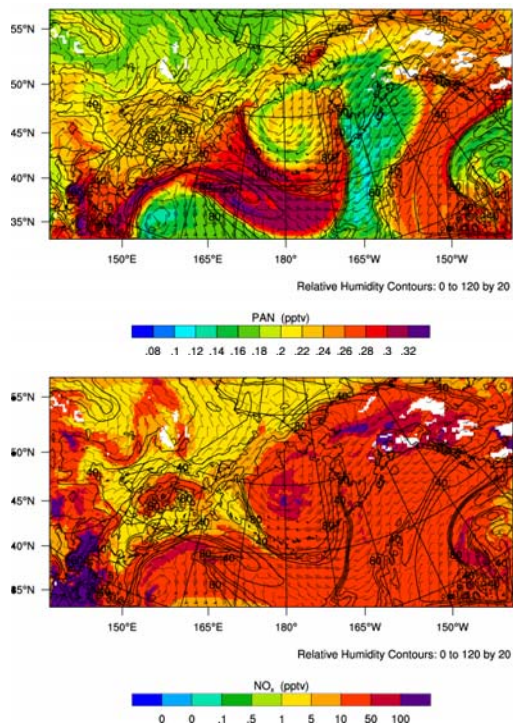 55°N
50°N
45°N
40°N
35°N
150°E 165°E 180° 165°W 150°W
Relative Humidity Contours: 0 to 120 by 20
PAN (pptv)
.08 .1 .12 .14 .16 .18 .2 .22 .24 .26 .28 .3 .32
55°N
50°N
45°N
40°N
35°N
150°E 165°E 180° 165°W 150°W
Relative Humidity Contours: 0 to 120 by 20
NOx (pptv)
0 0 .1 .5 1 5 10 50 100